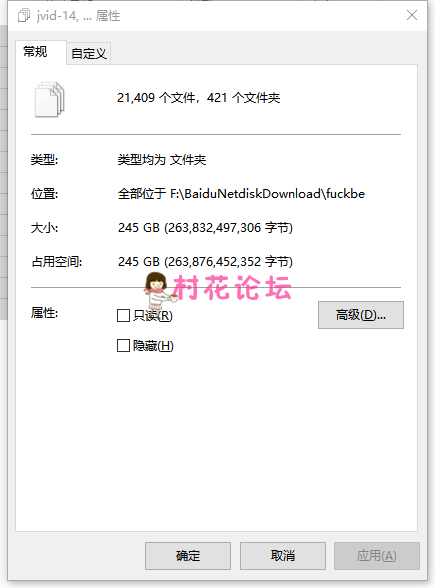 jvid-14, ... 属性
常规
自定义
21,409 个文件，421 个文件夹
类型: 类型均为 文件夹
位置: 全部位于 F:\BaiduNetdiskDownload\fuckbe
大小: 245 GB (263,832,497,306 字节)
占用空间: 245 GB (263,876,452,352 字节)
村花论坛
属性: 只读(R) 高级(D)...
隐藏(H)
确定 取消 应用(A)